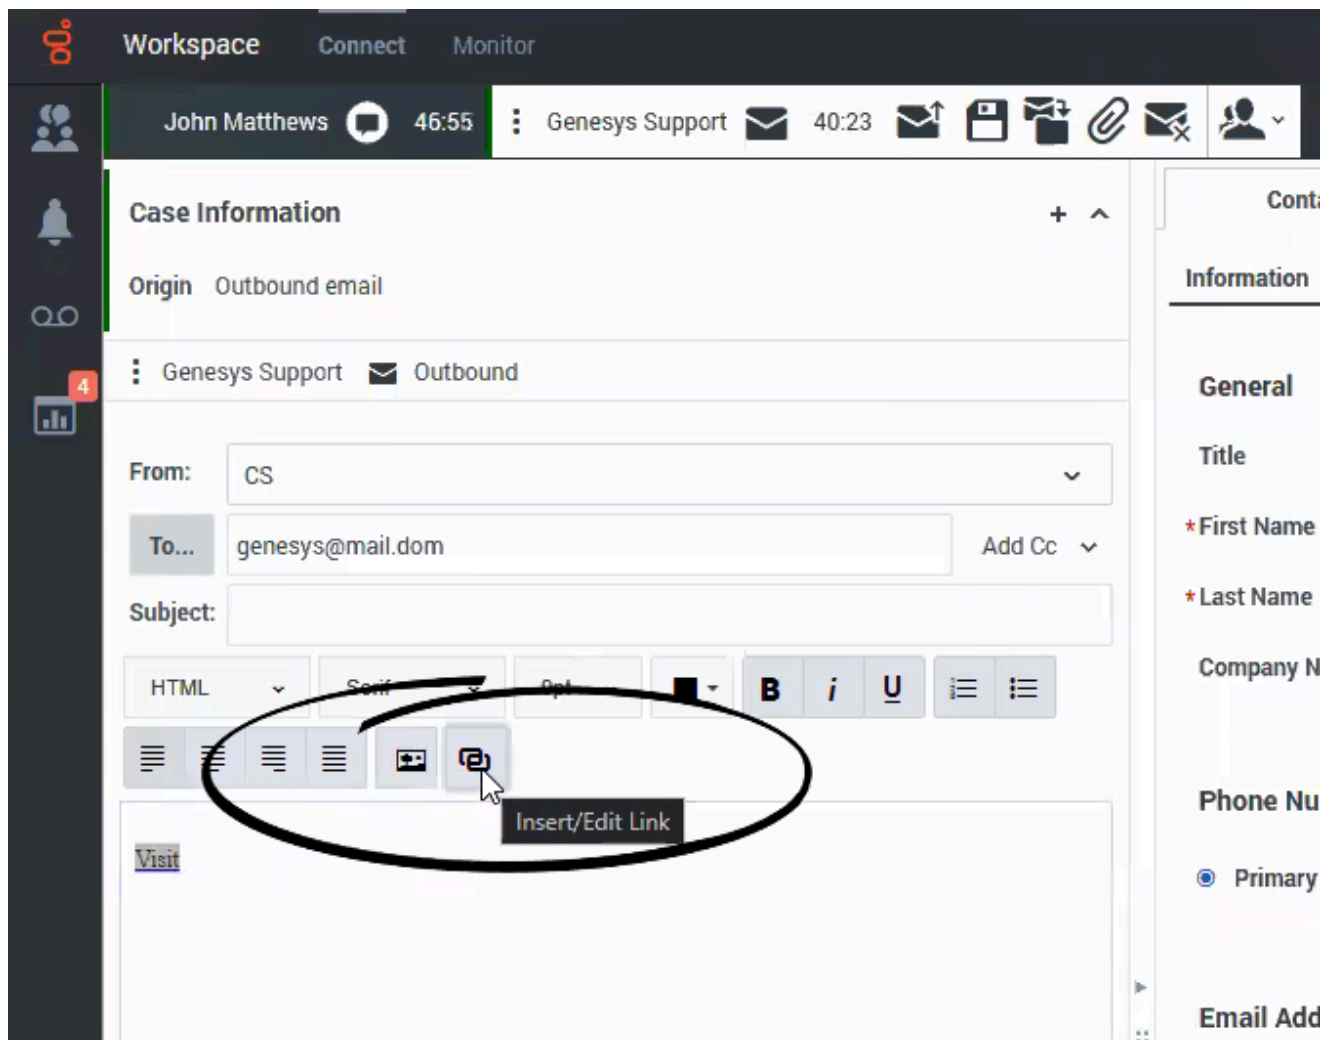 Workspace Connect Monitor
John Matthews 46:55 Genesys Support 40:23
Case Information
Conta
Origin Outbound email
Information
4
Genesys Support Outbound
General
From: CS
Title
To... genesys@mail.dom Add Cc
*First Name
Subject:
*Last Name
HTML Serif 0pt
B i U
Company N
Insert/Edit Link
Phone Nu
Visit
Primary
Email Add